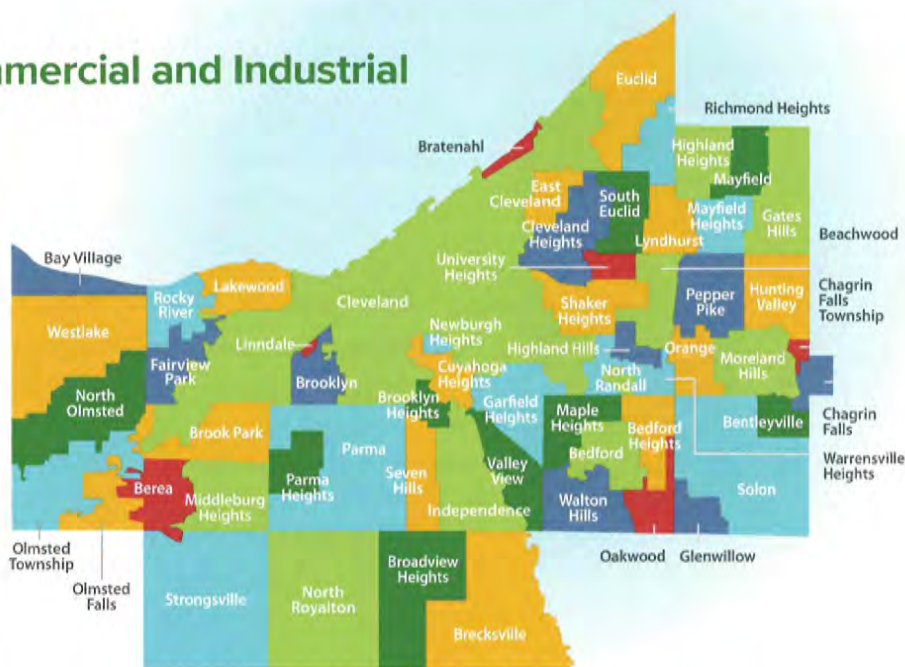 mmercial and Industrial
Euclid
Richmond Heights
Bratenahl
Highland
Heights
Mayfield
East
Cleveland
South
Euclid
Cleveland
Heights
Mayfield
Heights
Gates
Hills
Lyndhurst
Beachwood
University
Heights
Bay Village
Rocky
River
Lakewood
Cleveland
Pepper
Pike
Hunting
Valley
Chagrin
Falls
Township
Shaker
Heights
Westlake
Newburgh
Heights
Linndale
Highland Hills
Orange
Moreland
Hills
Fairview
Park
Brooklyn
Cuyahoga
Heights
North
Randall
North
Olmsted
Brooklyn
Heights
Garfield
Heights
Maple
Heights
Bedford
Heights
Bentleyville
Chagrin
Falls
Brook Park
Parma
Bedford
Warrensville
Heights
Berea
Middleburg
Heights
Parma
Heights
Seven
Hills
Valley
View
Independence
Walton
Hills
Solon
Olmsted
Township
Olmsted
Falls
Oakwood
Glenwillow
Strongsville
North
Royalton
Broadview
Heights
Brecksville